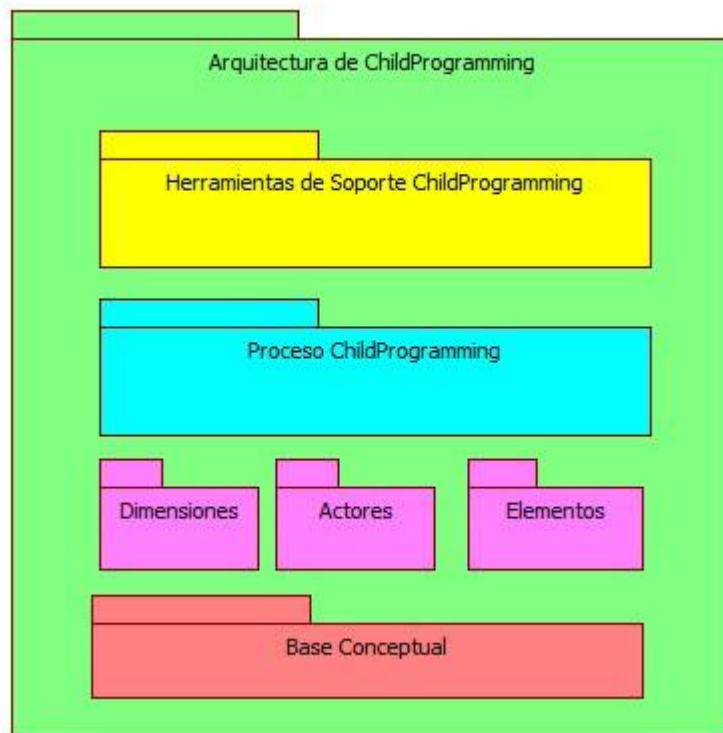 Arquitectura de ChildProgramming
Herramientas de Soporte ChildProgramming
Proceso ChildProgramming
Dimensiones
Actores
Elementos
Base Conceptual